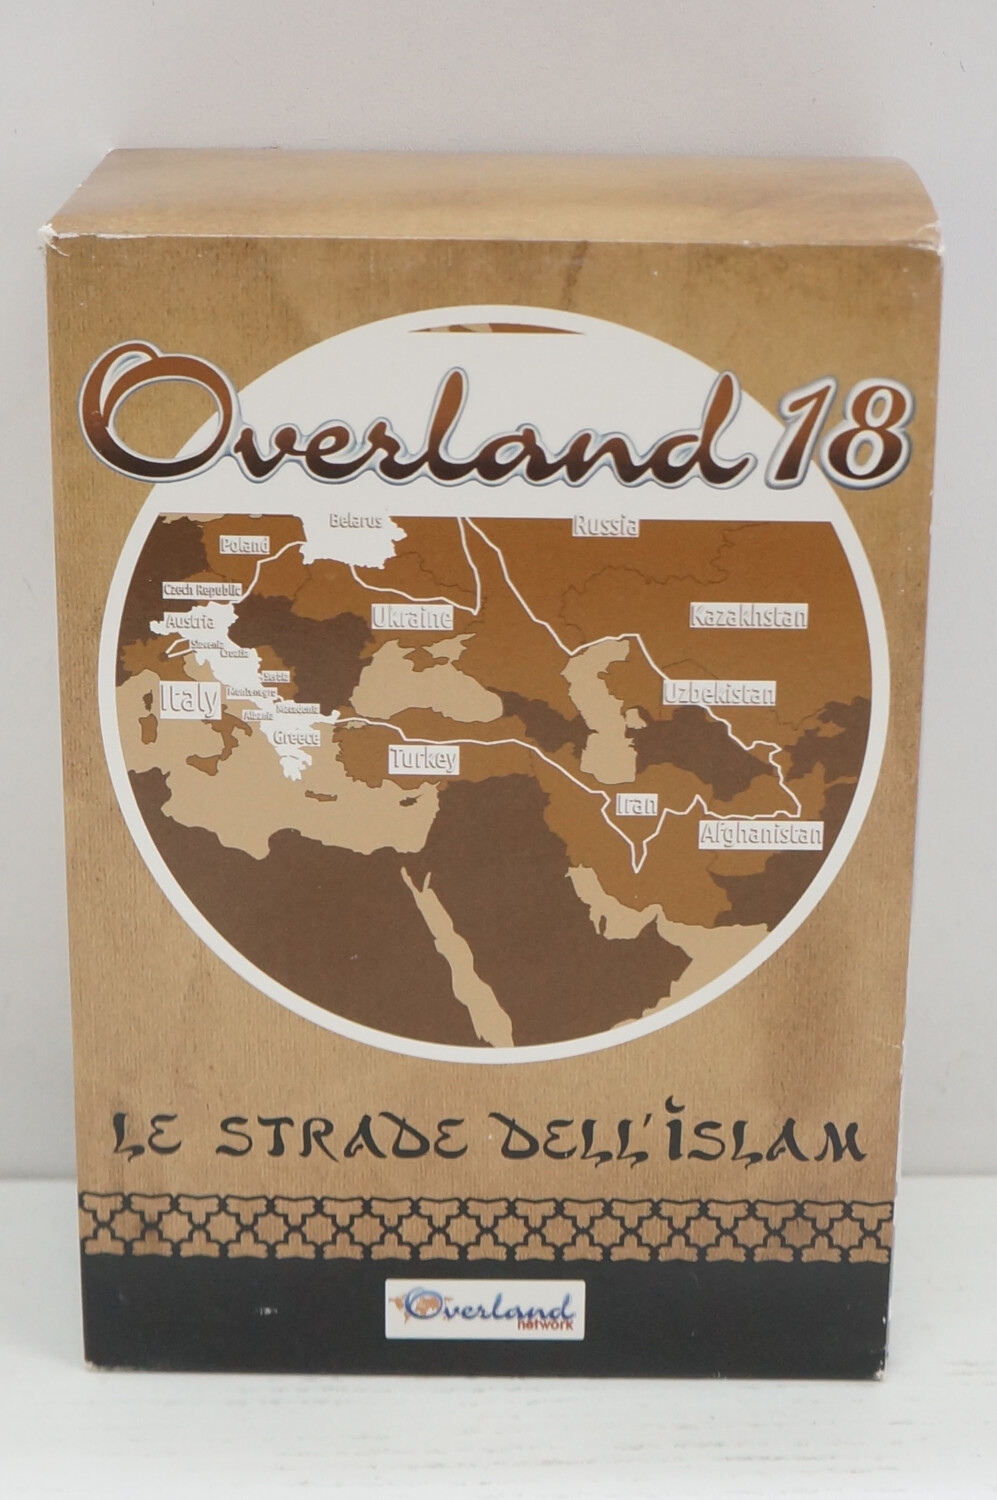 Overland 18
Belarus
Russia
Poland
Czech Republic
Austria
Ukraine
Kazakhstan
Slovenia
Croatia
Serbia
Italy
Montenegro
Uzbekistan
Albania
Macedonia
Greece
Turkey
Iran
Afghanistan
LE STRADE DELL'ISLAM
Overland
network